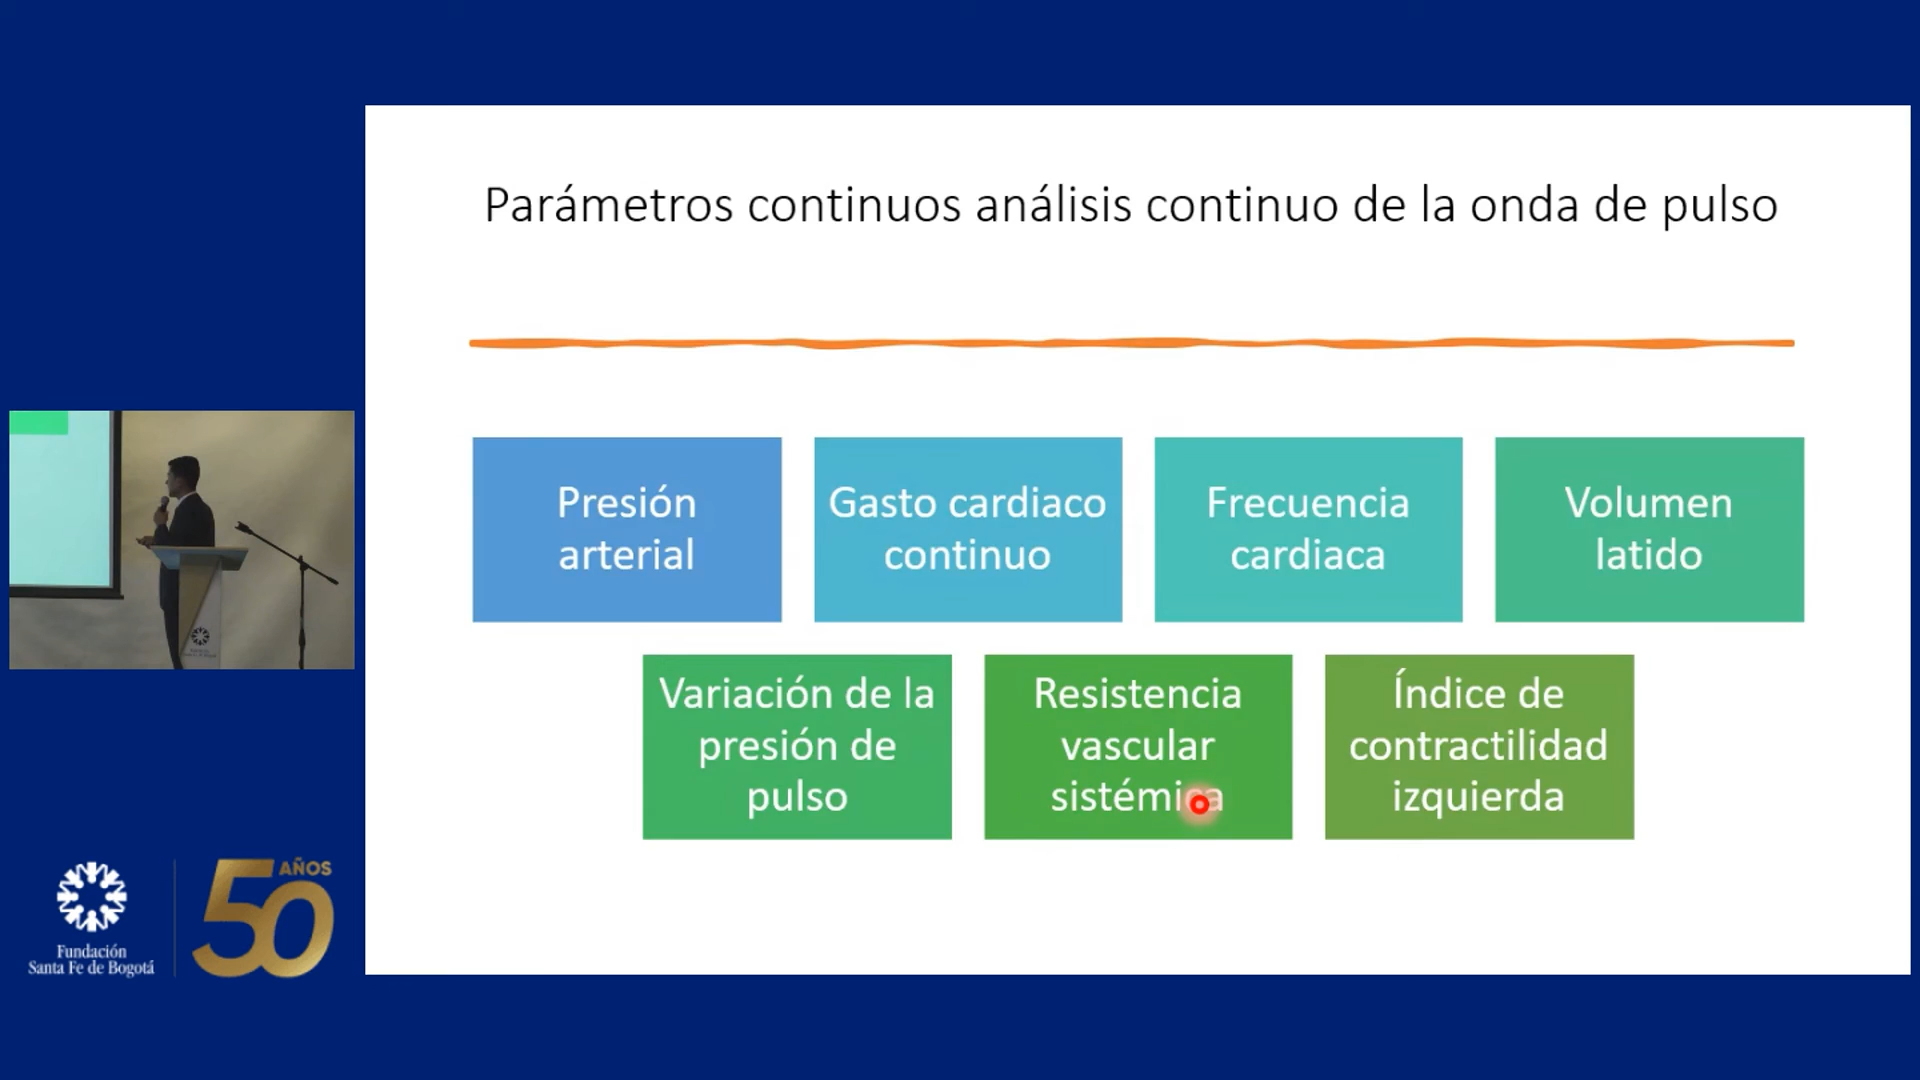 Parámetros continuos análisis continuo de la onda de pulso
Presión
arterial
Gasto cardiaco
continuo
Frecuencia
cardiaca
Volumen
latido
Variación de la
presión de
pulso
Resistencia
vascular
sistémica
Índice de
contractilidad
izquierda
Fundación
Santa Fe de Bogotá
50
AÑOS